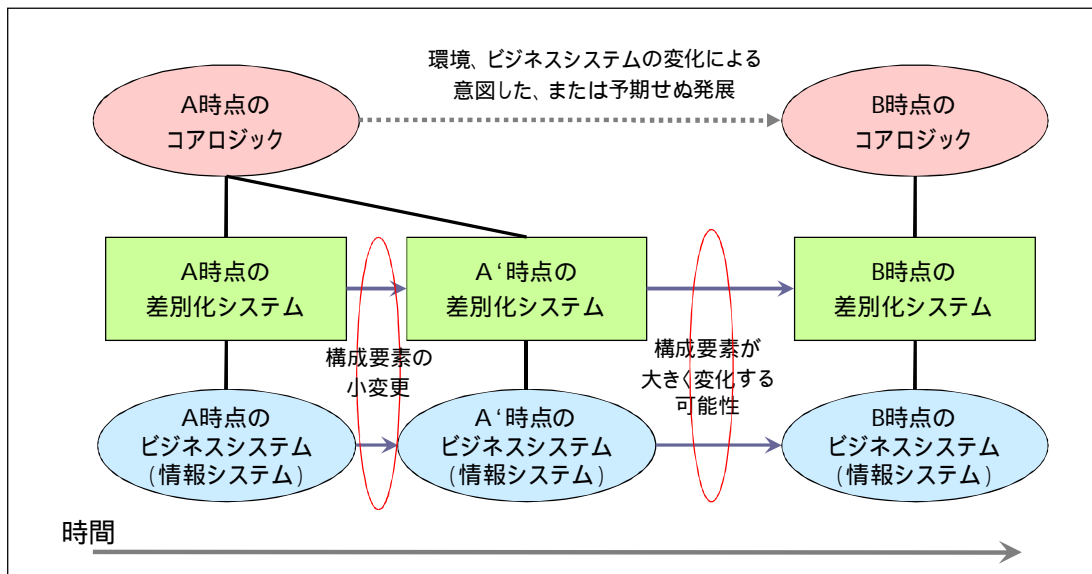 環境、ビジネスシステムの変化による
意図した、または予期せぬ発展
A時点の
コアロジック
B時点の
コアロジック
A時点の
差別化システム
A‘時点の
差別化システム
B時点の
差別化システム
構成要素の
小変更
構成要素が
大きく変化する
可能性
A時点の
ビジネスシステム
(情報システム)
A‘時点の
ビジネスシステム
(情報システム)
B時点の
ビジネスシステム
(情報システム)
時間